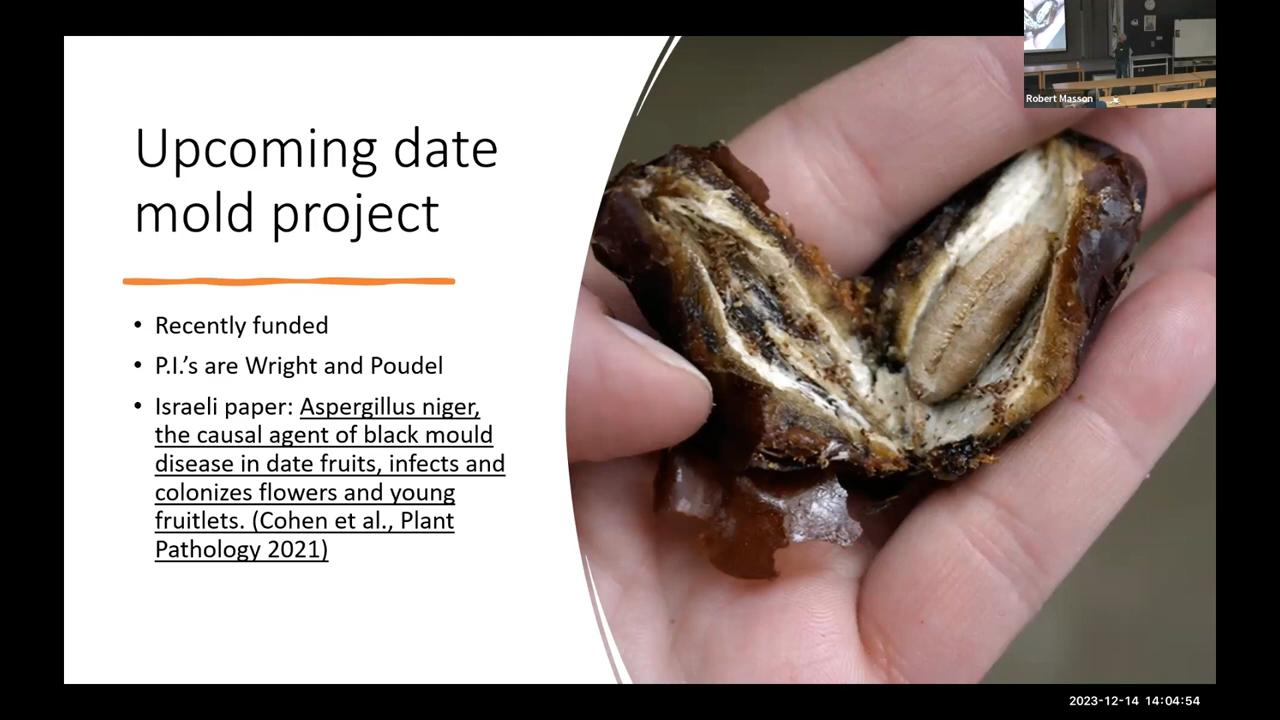 Robert Masson
Upcoming date
mold project
• Recently funded
• P.I.’s are Wright and Poudel
• Israeli paper: Aspergillus niger,
the causal agent of black mould
disease in date fruits, infects and
colonizes flowers and young
fruitlets. (Cohen et al., Plant
Pathology 2021)
2023-12-14 14:04:54